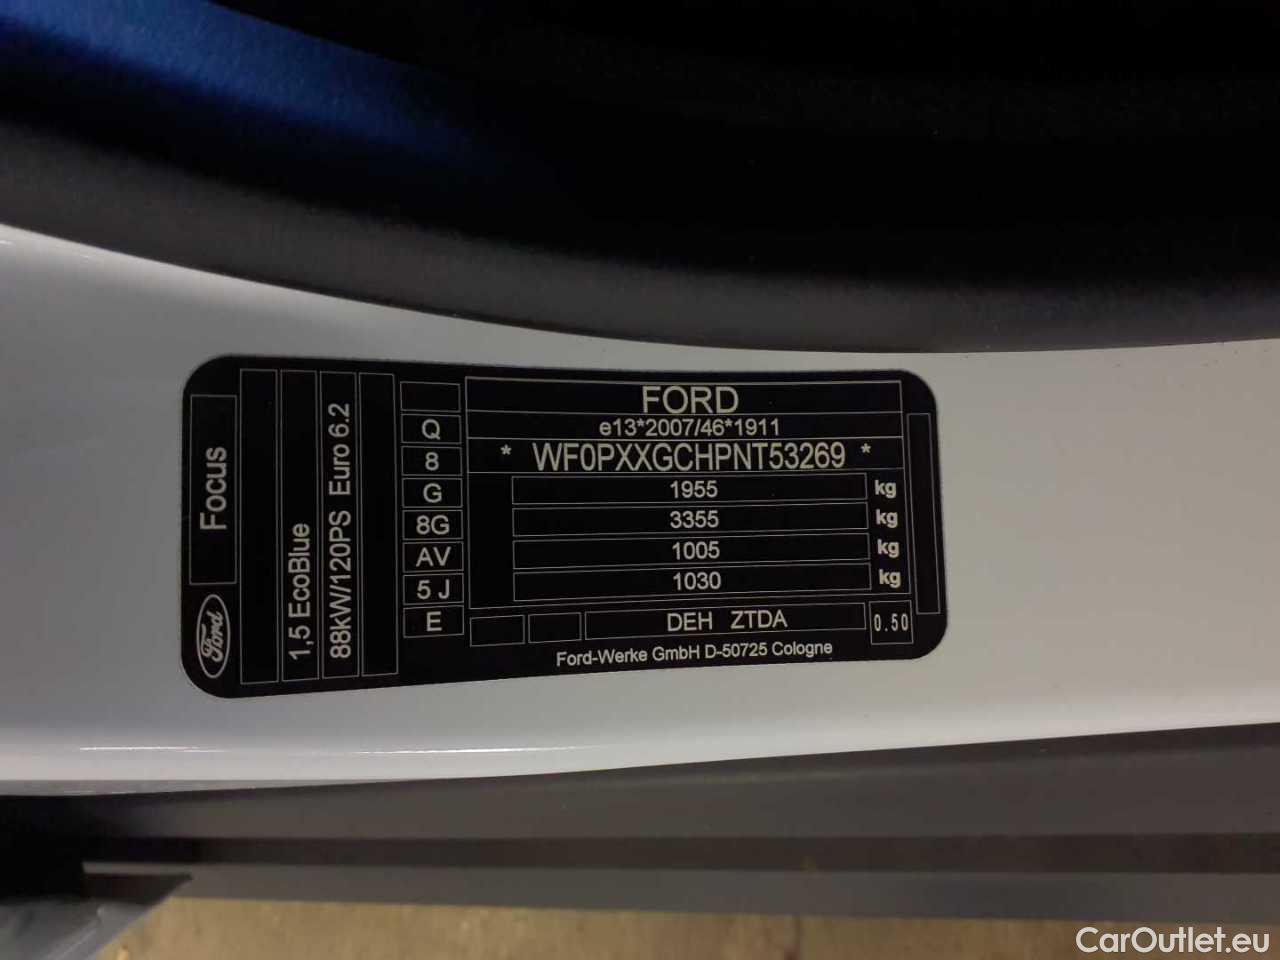 FORD
e13*2007/46*1911
* WF0PXXGCHPNT53269 *
1955 kg
3355 kg
1005 kg
1030 kg
DEH ZTDA
0.50
Ford-Werke GmbH D-50725 Cologne
Q
8
G
8G
AV
5 J
E
Focus
Ford
1,5 EcoBlue
88kW/120PS Euro 6.2
CarOutlet.eu